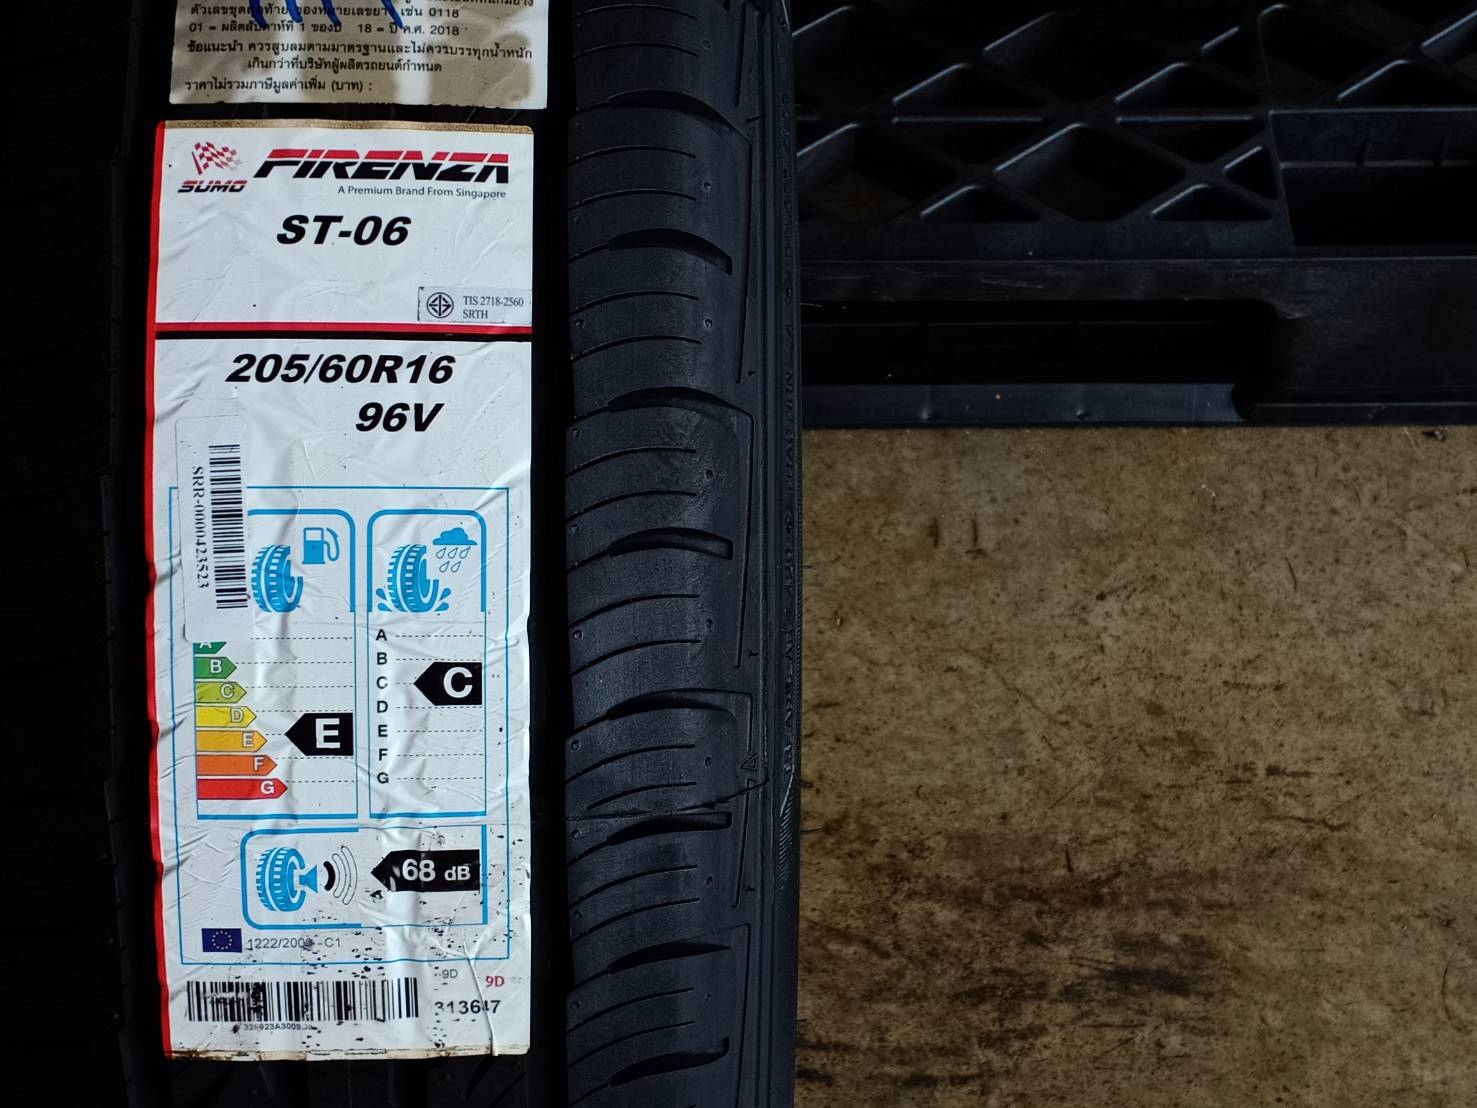 ตัวเลขชุดสุดท้าย ของหมายเลขยาง เช่น 0118
01 = ผลิตสัปดาห์ที่ 1 ของปี 18 = ปี ค.ศ. 2018
ข้อแนะนำ ควรสูบลมตามมาตรฐานและไม่ควรบรรทุกน้ำหนัก
เกินกว่าที่บริษัทผู้ผลิตรถยนต์กำหนด
ราคาไม่รวมภาษีมูลค่าเพิ่ม (บาท) :
SUMO FIRENZA
A Premium Brand From Singapore
ST-06
TIS 2718-2560
SRTH
205/60R16
96V
SRR-0000423523
A
B
C
D
E
F
G
E
A
B
C
D
E
F
G
C
68 dB
1222/2009 - C1
9D
9D
313647